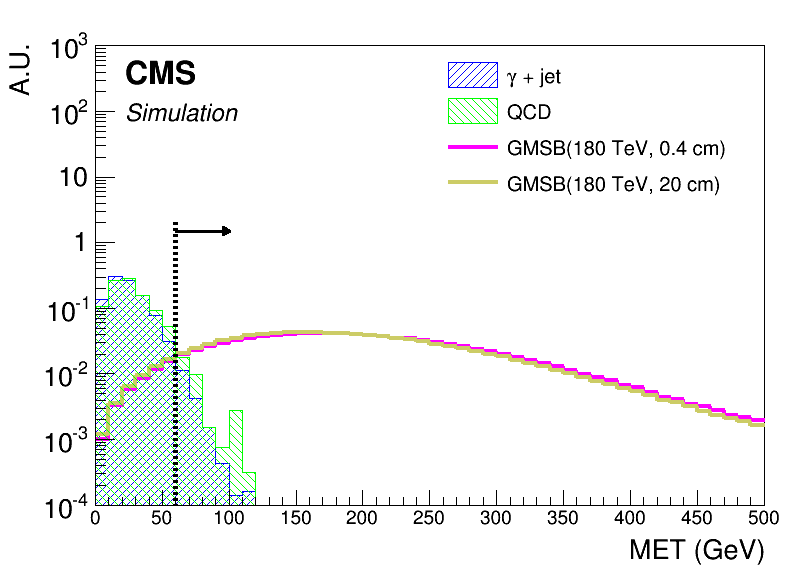 A.U.
CMS
Simulation
γ + jet
QCD
GMSB(180 TeV, 0.4 cm)
GMSB(180 TeV, 20 cm)
10³
10²
10
1
10⁻¹
10⁻²
10⁻³
10⁻⁴
0 50 100 150 200 250 300 350 400 450 500
MET (GeV)